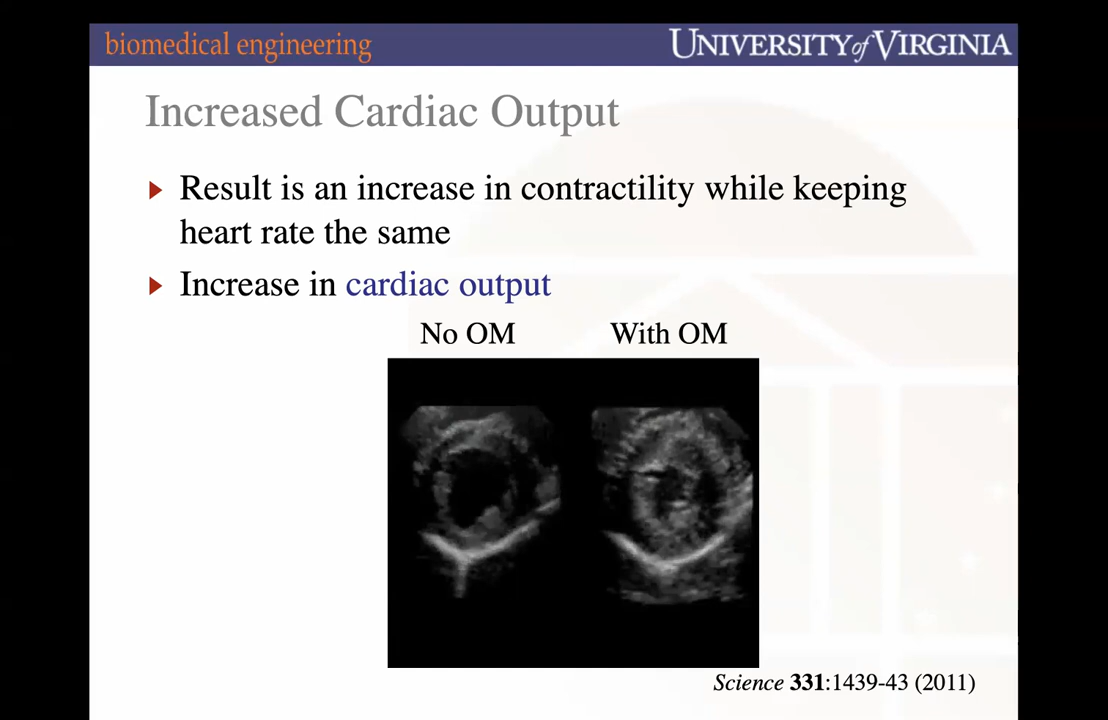 biomedical engineering
UNIVERSITY of VIRGINIA
Increased Cardiac Output
Result is an increase in contractility while keeping
heart rate the same
Increase in cardiac output
No OM With OM
Science 331:1439-43 (2011)